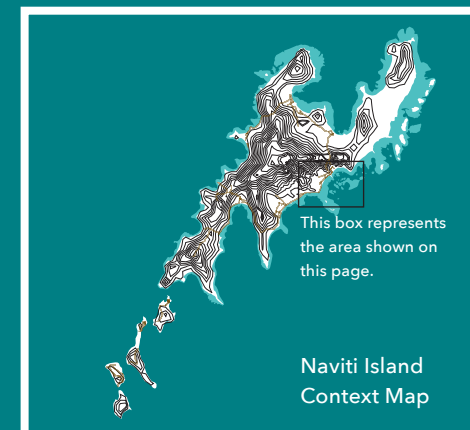 This box represents
the area shown on
this page.
Naviti Island
Context Map